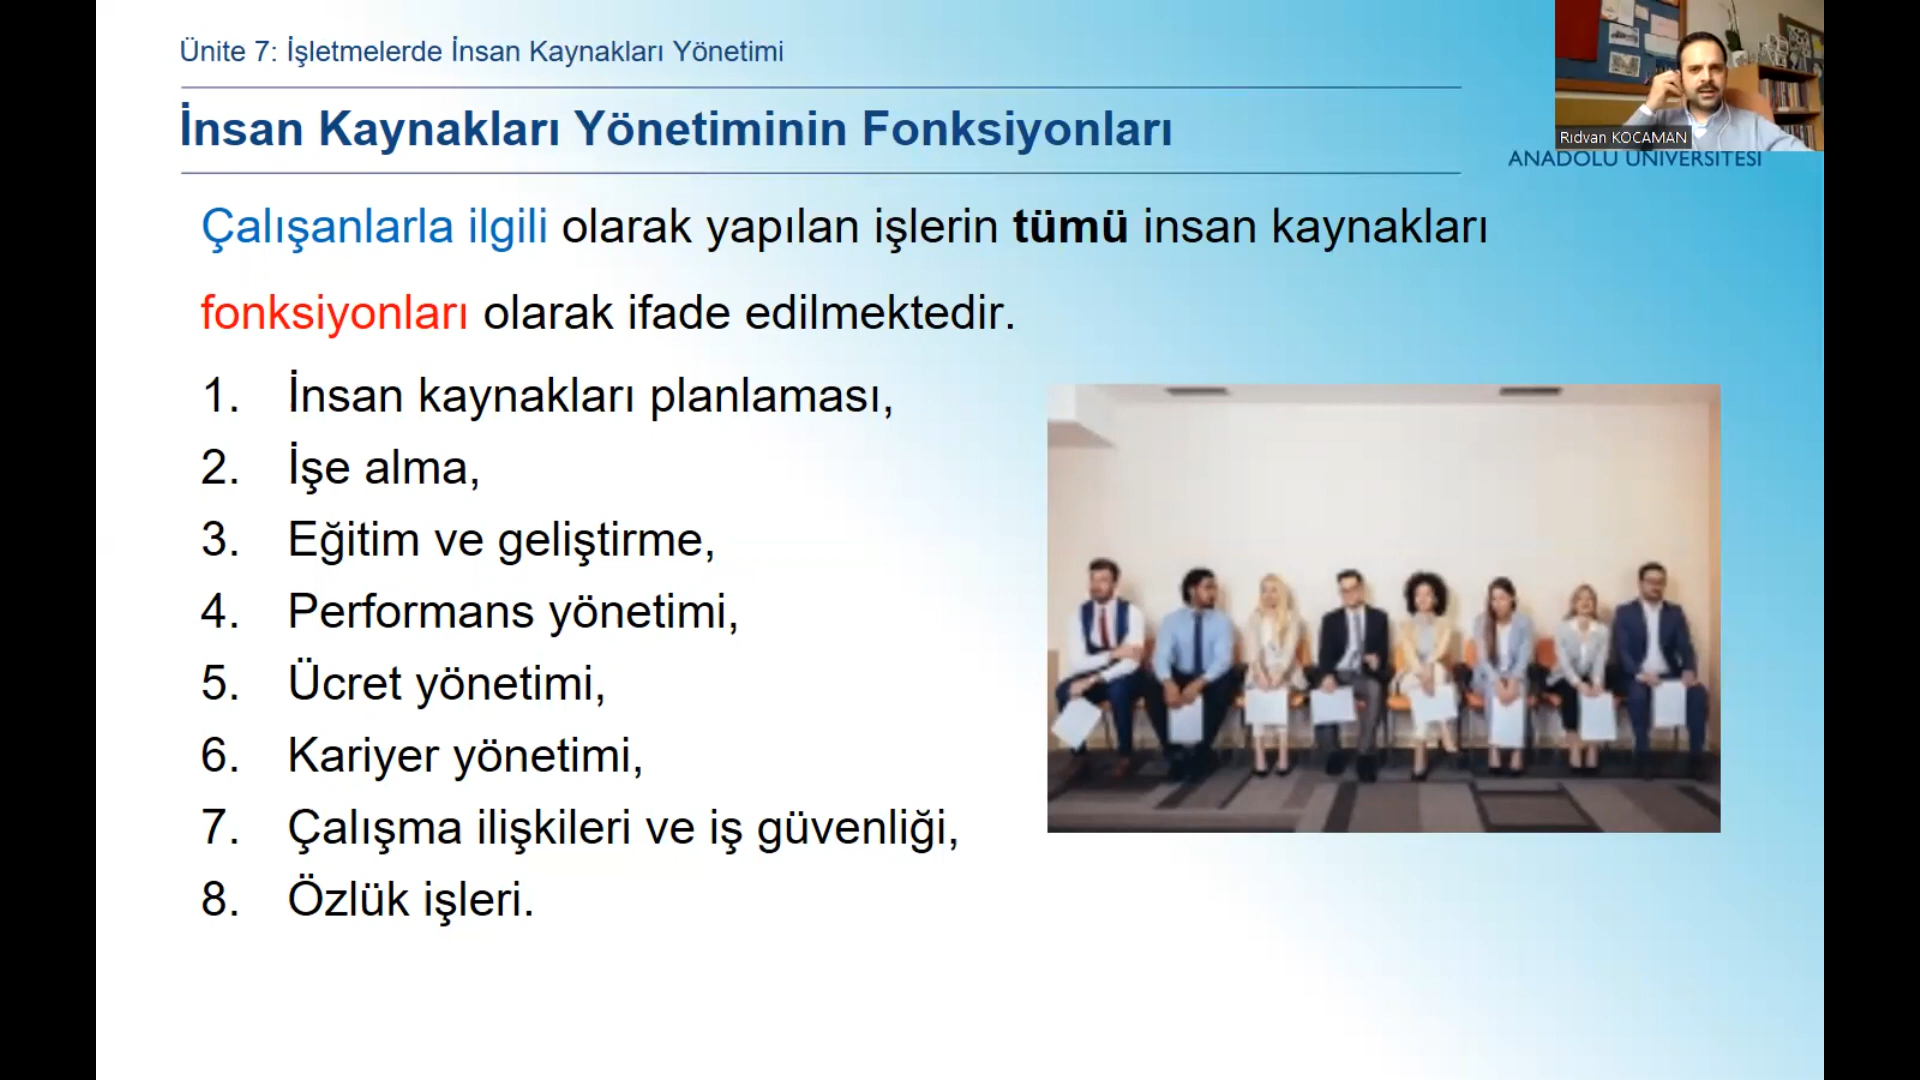 Ünite 7: İşletmelerde İnsan Kaynakları Yönetimi
İnsan Kaynakları Yönetiminin Fonksiyonları
Rıdvan KOCAMAN
ANADOLU ÜNİVERSİTESİ
Çalışanlarla ilgili olarak yapılan işlerin tümü insan kaynakları
fonksiyonları olarak ifade edilmektedir.
1. İnsan kaynakları planlaması,
2. İşe alma,
3. Eğitim ve geliştirme,
4. Performans yönetimi,
5. Ücret yönetimi,
6. Kariyer yönetimi,
7. Çalışma ilişkileri ve iş güvenliği,
8. Özlük işleri.